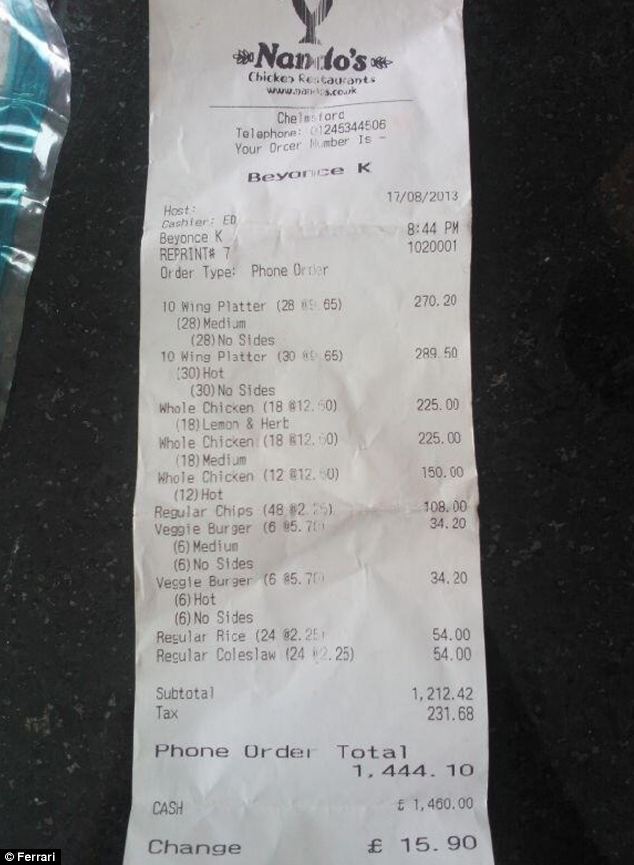 Nando's
Chicken Restaurants
www.nandos.co.uk
Chelmsford
Telephone: 01245344506
Your Order Number Is -
Beyonce K
17/08/2013
Host:
Cashier: ED
8:44 PM
Beyonce K
1020001
REPRINT# 7
Order Type: Phone Order
10 Wing Platter (28 @9.65) 270.20
(28)Medium
(28)No Sides
10 Wing Platter (30 @9.65) 289.50
(30)Hot
(30)No Sides
Whole Chicken (18 @12.50) 225.00
(18)Lemon & Herb
Whole Chicken (18 @12.50) 225.00
(18)Medium
Whole Chicken (12 @12.50) 150.00
(12)Hot
Regular Chips (48 @2.25) 108.00
Veggie Burger (6 @5.70) 34.20
(6)Medium
(6)No Sides
Veggie Burger (6 @5.70) 34.20
(6)Hot
(6)No Sides
Regular Rice (24 @2.25) 54.00
Regular Coleslaw (24 @2.25) 54.00
Subtotal 1,212.42
Tax 231.68
Phone Order Total
1,444.10
CASH £ 1,460.00
Change £ 15.90
© Ferrari